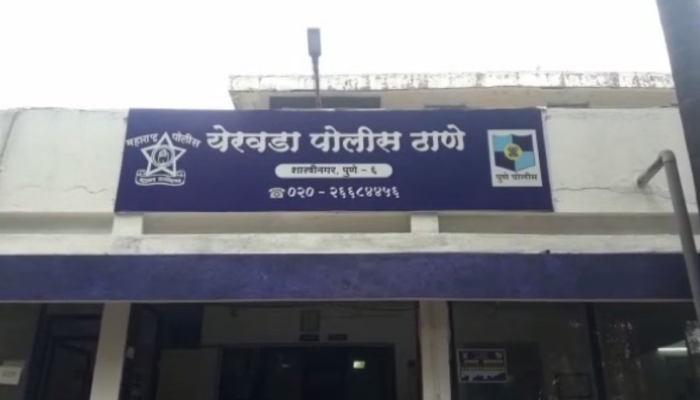 महाराष्ट्र पोलीस
येरवडा पोलीस ठाणे
शास्त्रीनगर, पुणे - ६
☎०२० - २६६८४४५६
पुणे पोलीस